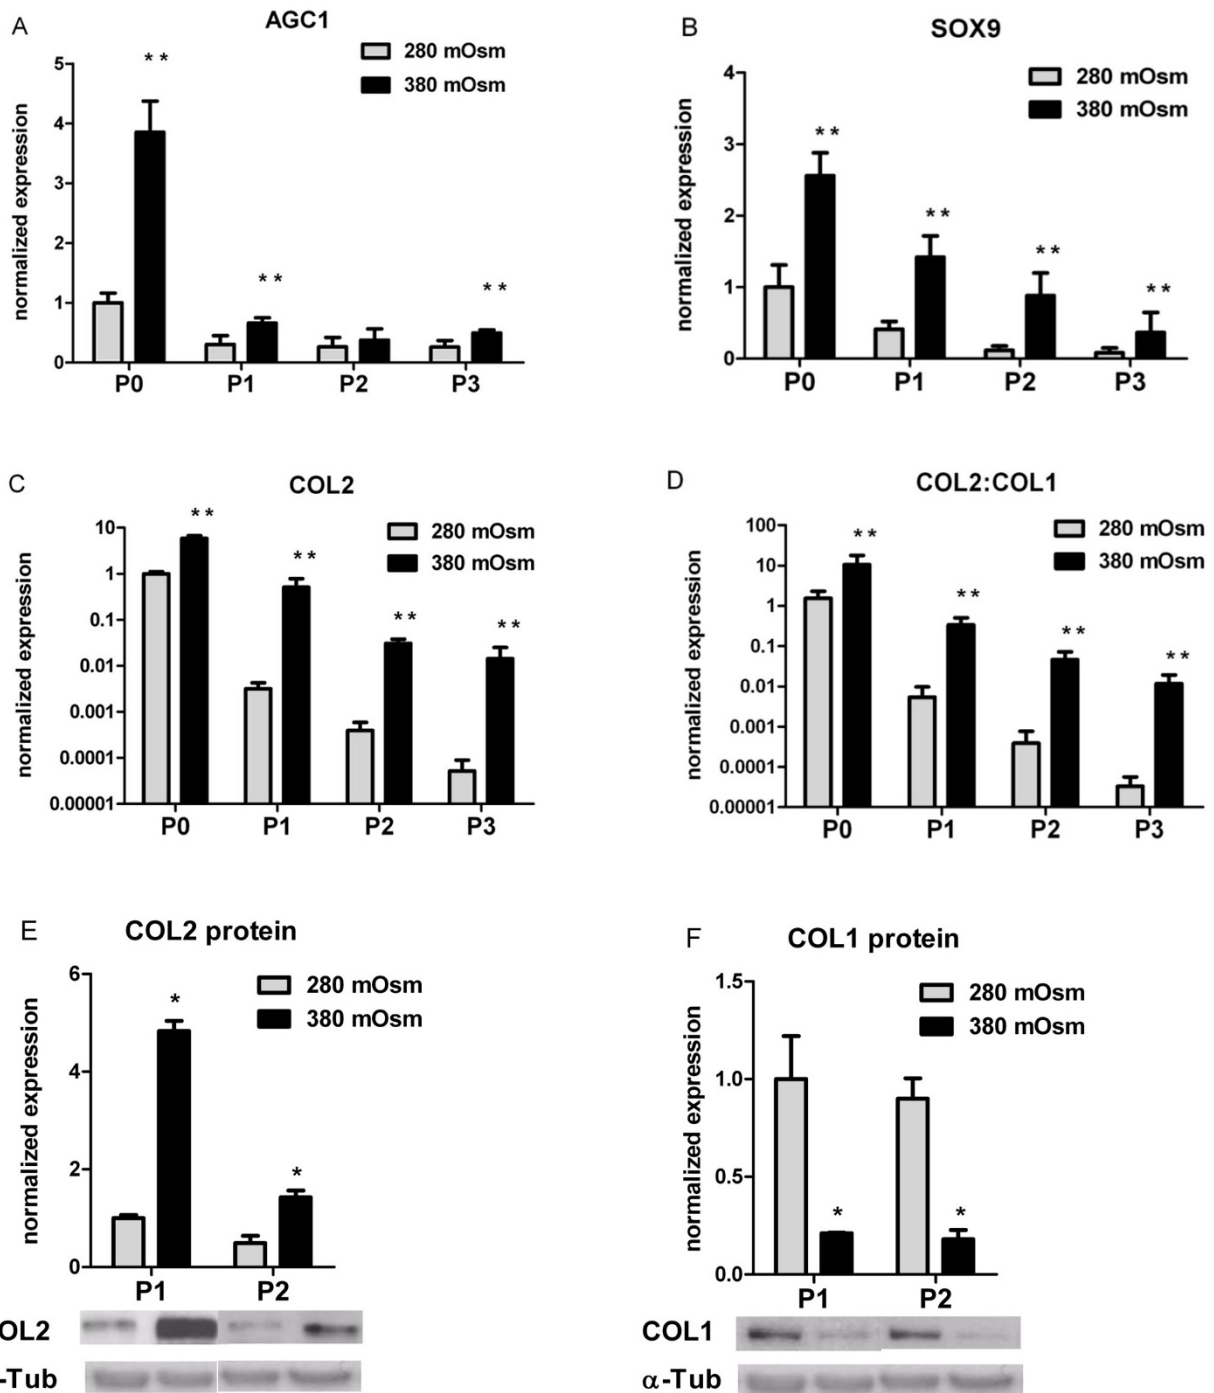 A
AGC1
280 mOsm
380 mOsm
normalized expression
5
4
3
2
1
0
* *
* *
* *
P0 P1 P2 P3
B
SOX9
280 mOsm
380 mOsm
normalized expression
4
3
2
1
0
* *
* *
* *
* *
P0 P1 P2 P3
C
COL2
280 mOsm
380 mOsm
normalized expression
10
1
0.1
0.01
0.001
0.0001
0.00001
* *
* *
* *
* *
P0 P1 P2 P3
D
COL2:COL1
280 mOsm
380 mOsm
normalized expression
100
10
1
0.1
0.01
0.001
0.0001
0.00001
* *
* *
* *
* *
P0 P1 P2 P3
E
COL2 protein
280 mOsm
380 mOsm
normalized expression
6
4
2
0
*
*
P1 P2
OL2
-Tub
F
COL1 protein
280 mOsm
380 mOsm
normalized expression
1.5
1.0
0.5
0.0
*
*
P1 P2
COL1
α-Tub